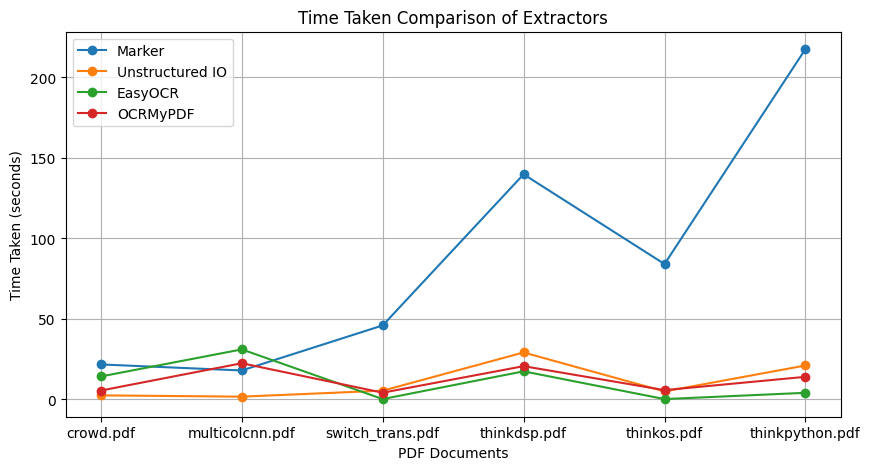 Time Taken Comparison of Extractors
Marker
Unstructured IO
EasyOCR
OCRMyPDF
Time Taken (seconds)
200
150
100
50
0
crowd.pdf multicolcnn.pdf switch_trans.pdf thinkdsp.pdf thinkos.pdf thinkpython.pdf
PDF Documents